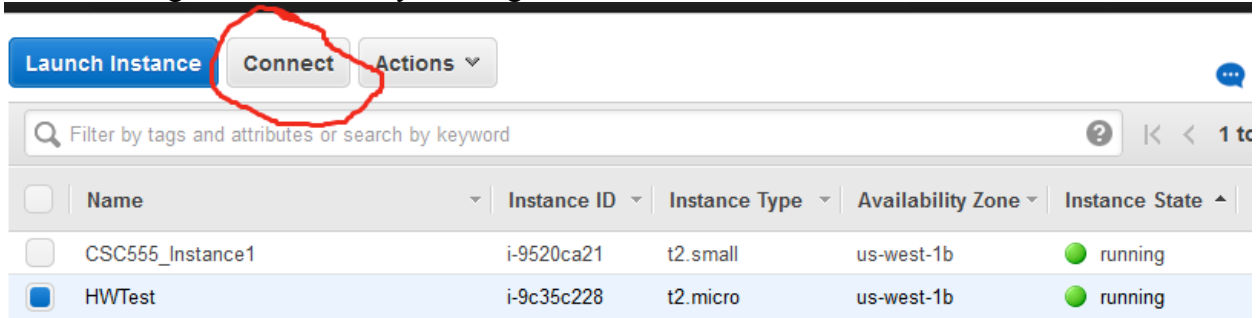 Launch Instance Connect Actions
Filter by tags and attributes or search by keyword 1 to
Name Instance ID Instance Type Availability Zone Instance State
CSC555_Instance1 i-9520ca21 t2.small us-west-1b running
HWTest i-9c35c228 t2.micro us-west-1b running